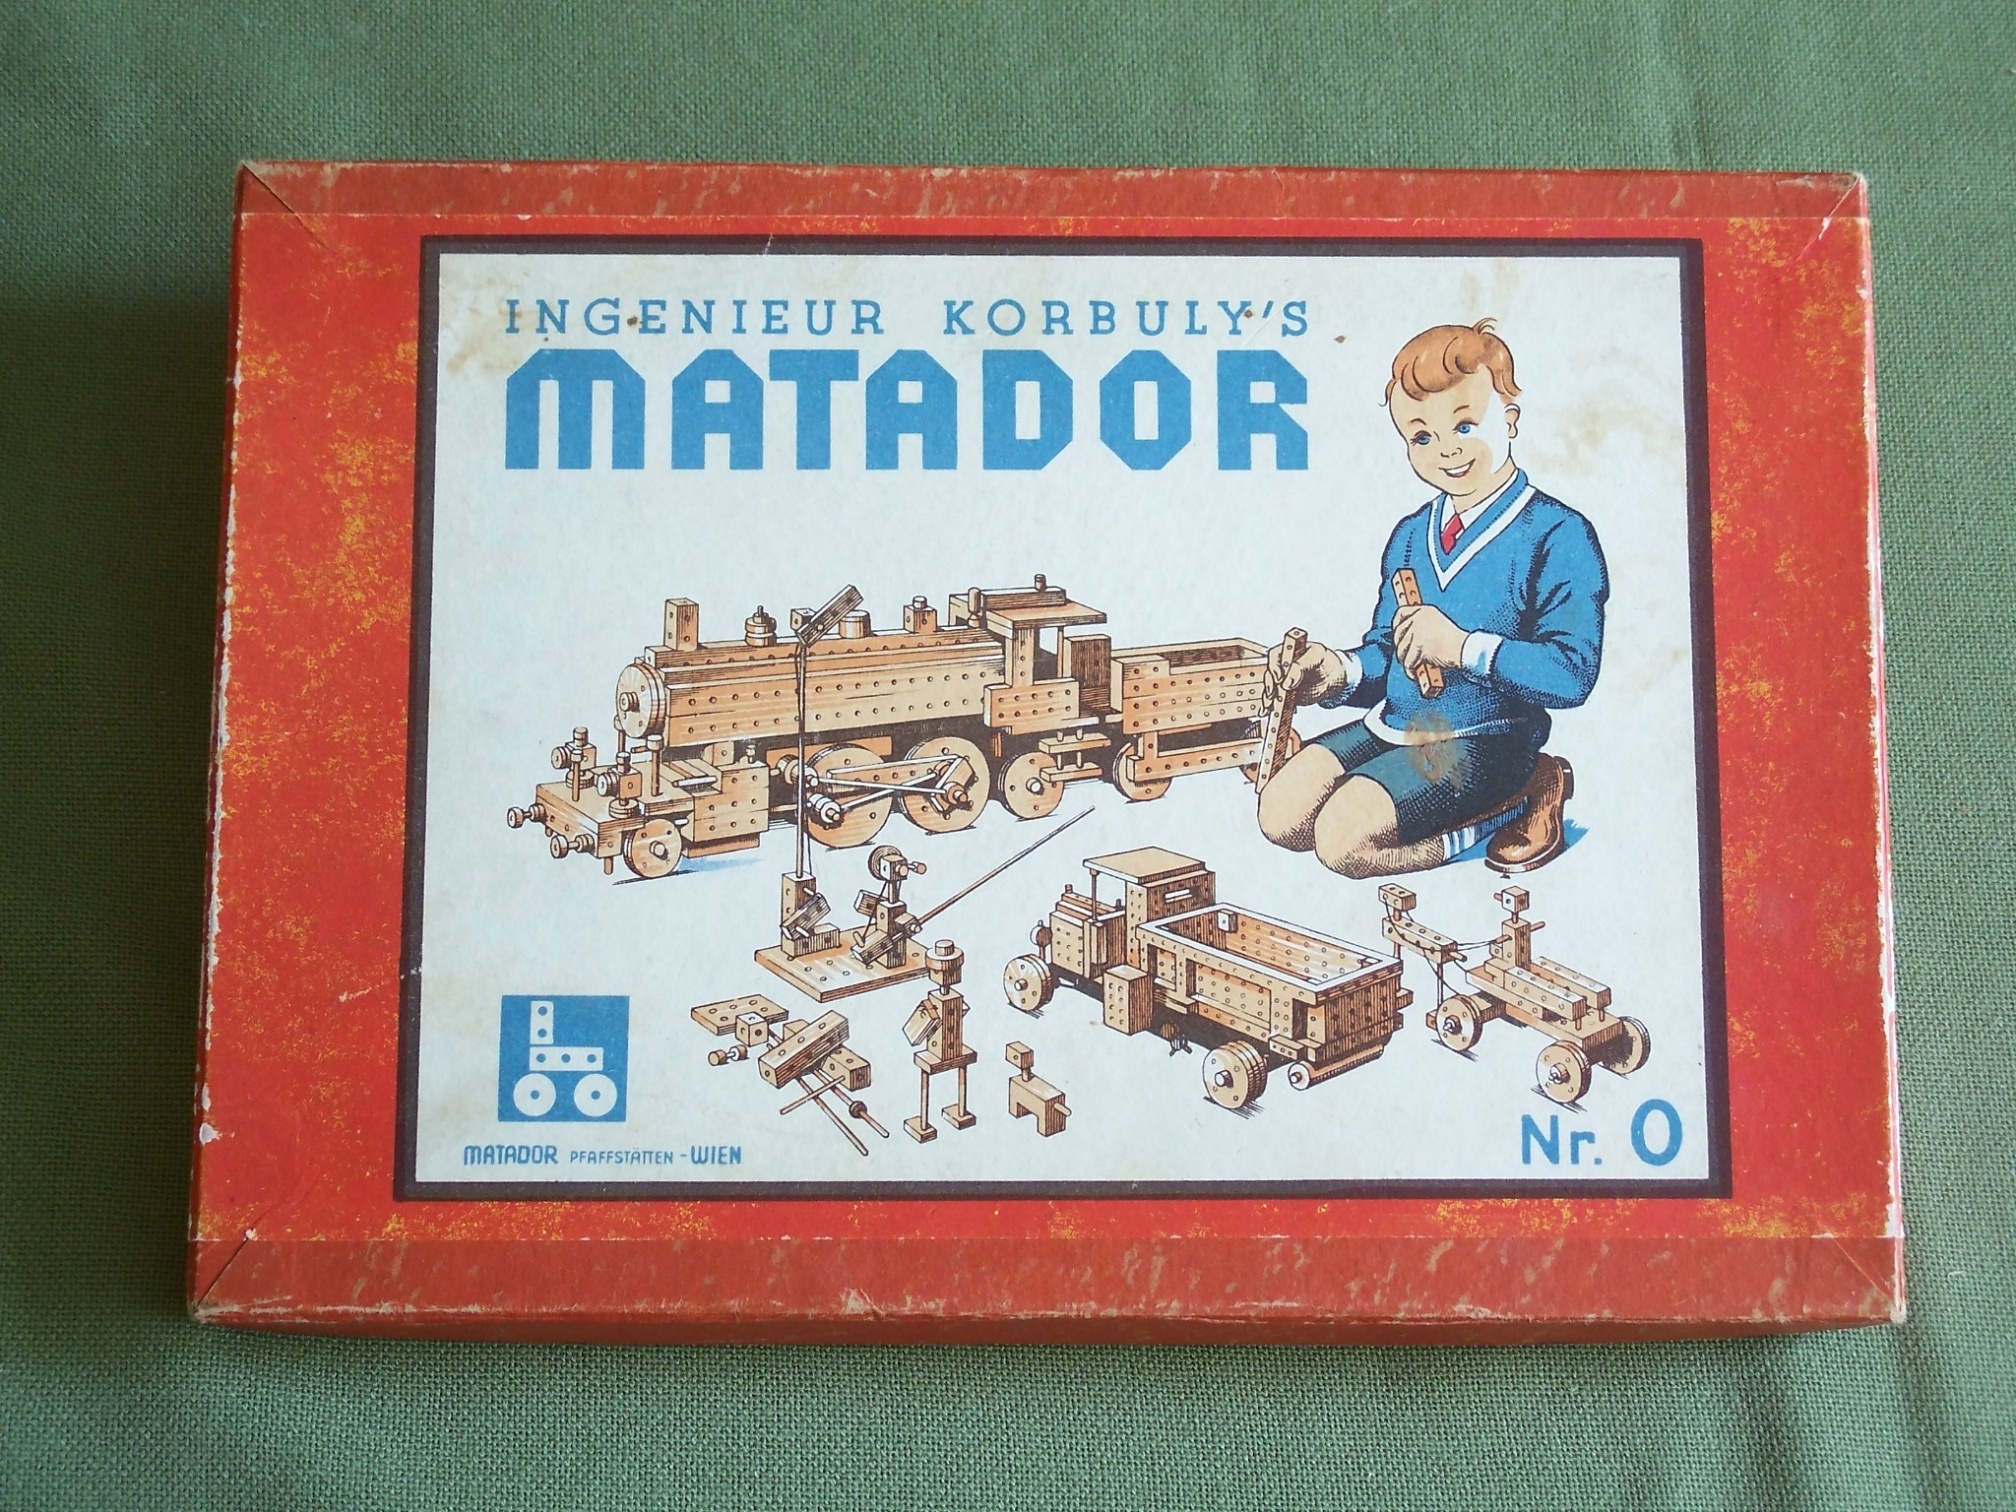 INGENIEUR KORBULY'S
MATADOR
MATADOR PFAFFSTÄTTEN - WIEN
Nr. 0